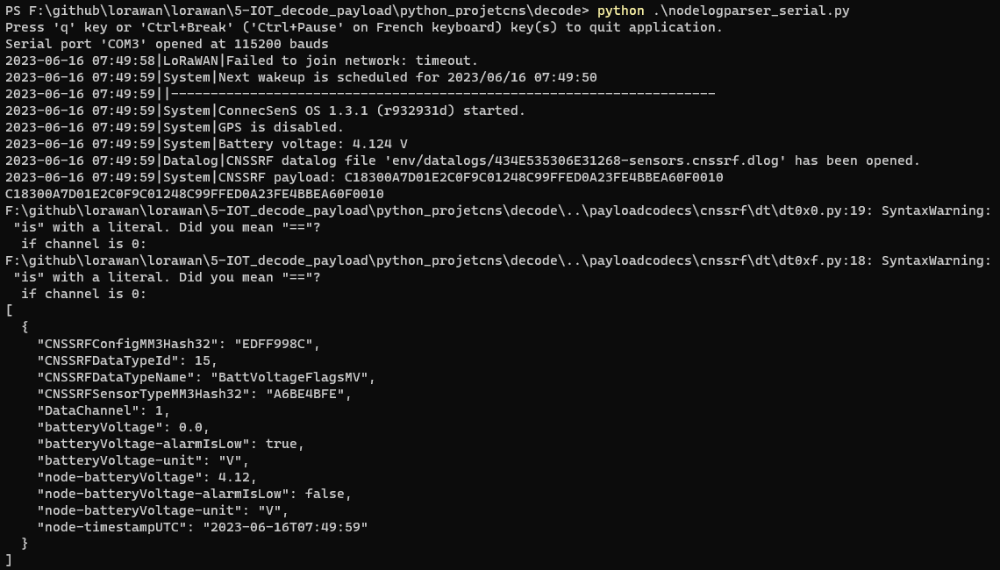 PS F:\github\lorawan\lorawan\5-IOT_decode_payload\python_projetcns\decode> python .\nodelogparser_serial.py
Press 'q' key or 'Ctrl+Break' ('Ctrl+Pause' on French keyboard) key(s) to quit application.
Serial port 'COM3' opened at 115200 bauds
2023-06-16 07:49:58|LoRaWAN|Failed to join network: timeout.
2023-06-16 07:49:59|System|Next wakeup is scheduled for 2023/06/16 07:49:50
2023-06-16 07:49:59||---------------------------------------------------------------------
2023-06-16 07:49:59|System|ConnecSenS OS 1.3.1 (r932931d) started.
2023-06-16 07:49:59|System|GPS is disabled.
2023-06-16 07:49:59|System|Battery voltage: 4.124 V
2023-06-16 07:49:59|Datalog|CNSSRF datalog file 'env/datalogs/434E535306E31268-sensors.cnssrf.dlog' has been opened.
2023-06-16 07:49:59|System|CNSSRF payload: C18300A7D01E2C0F9C01248C99FFED0A23FE4BBEA60F0010
C18300A7D01E2C0F9C01248C99FFED0A23FE4BBEA60F0010
F:\github\lorawan\lorawan\5-IOT_decode_payload\python_projetcns\decode\..\payloadcodecs\cnssrf\dt\dt0x0.py:19: SyntaxWarning:
 "is" with a literal. Did you mean "=="?
  if channel is 0:
F:\github\lorawan\lorawan\5-IOT_decode_payload\python_projetcns\decode\..\payloadcodecs\cnssrf\dt\dt0xf.py:18: SyntaxWarning:
 "is" with a literal. Did you mean "=="?
  if channel is 0:
[
  {
    "CNSSRFConfigMM3Hash32": "EDFF998C",
    "CNSSRFDataTypeId": 15,
    "CNSSRFDataTypeName": "BattVoltageFlagsMV",
    "CNSSRFSensorTypeMM3Hash32": "A6BE4BFE",
    "DataChannel": 1,
    "batteryVoltage": 0.0,
    "batteryVoltage-alarmIsLow": true,
    "batteryVoltage-unit": "V",
    "node-batteryVoltage": 4.12,
    "node-batteryVoltage-alarmIsLow": false,
    "node-batteryVoltage-unit": "V",
    "node-timestampUTC": "2023-06-16T07:49:59"
  }
]